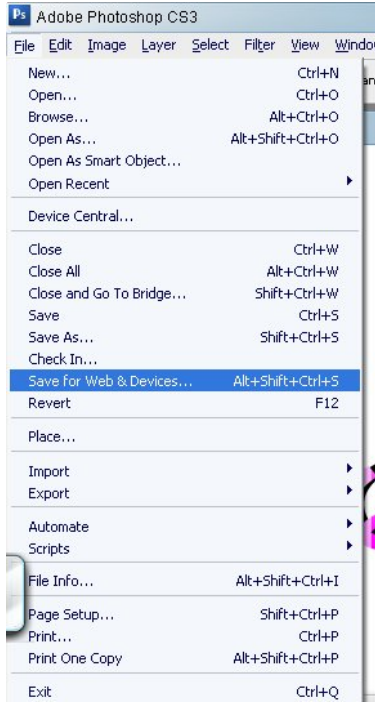 Ps Adobe Photoshop CS3
File Edit Image Layer Select Filter View
New... Ctrl+N
Open... Ctrl+O
Browse... Alt+Ctrl+O
Open As... Alt+Shift+Ctrl+O
Open As Smart Object...
Open Recent
Device Central...
Close Ctrl+W
Close All Alt+Ctrl+W
Close and Go To Bridge... Shift+Ctrl+W
Save Ctrl+S
Save As... Shift+Ctrl+S
Check In...
Save for Web & Devices... Alt+Shift+Ctrl+S
Revert F12
Place...
Import
Export
Automate
Scripts
File Info... Alt+Shift+Ctrl+I
Page Setup... Shift+Ctrl+P
Print... Ctrl+P
Print One Copy Alt+Shift+Ctrl+P
Exit Ctrl+Q